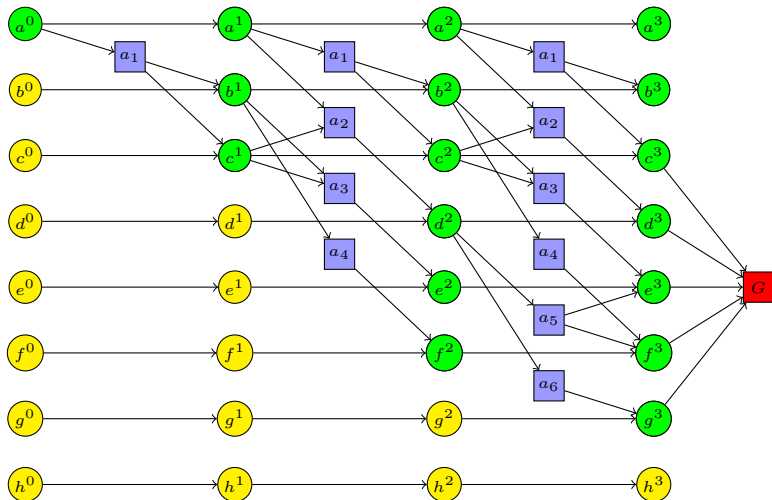 a⁰ a¹ a² a³
a₁ a₁ a₁
b⁰ b¹ b² b³
a₂ a₂
c⁰ c¹ c² c³
a₃ a₃
d⁰ d¹ d² d³
a₄ a₄
e⁰ e¹ e² e³ G
a₅
f⁰ f¹ f² f³
a₆
g⁰ g¹ g² g³
h⁰ h¹ h² h³